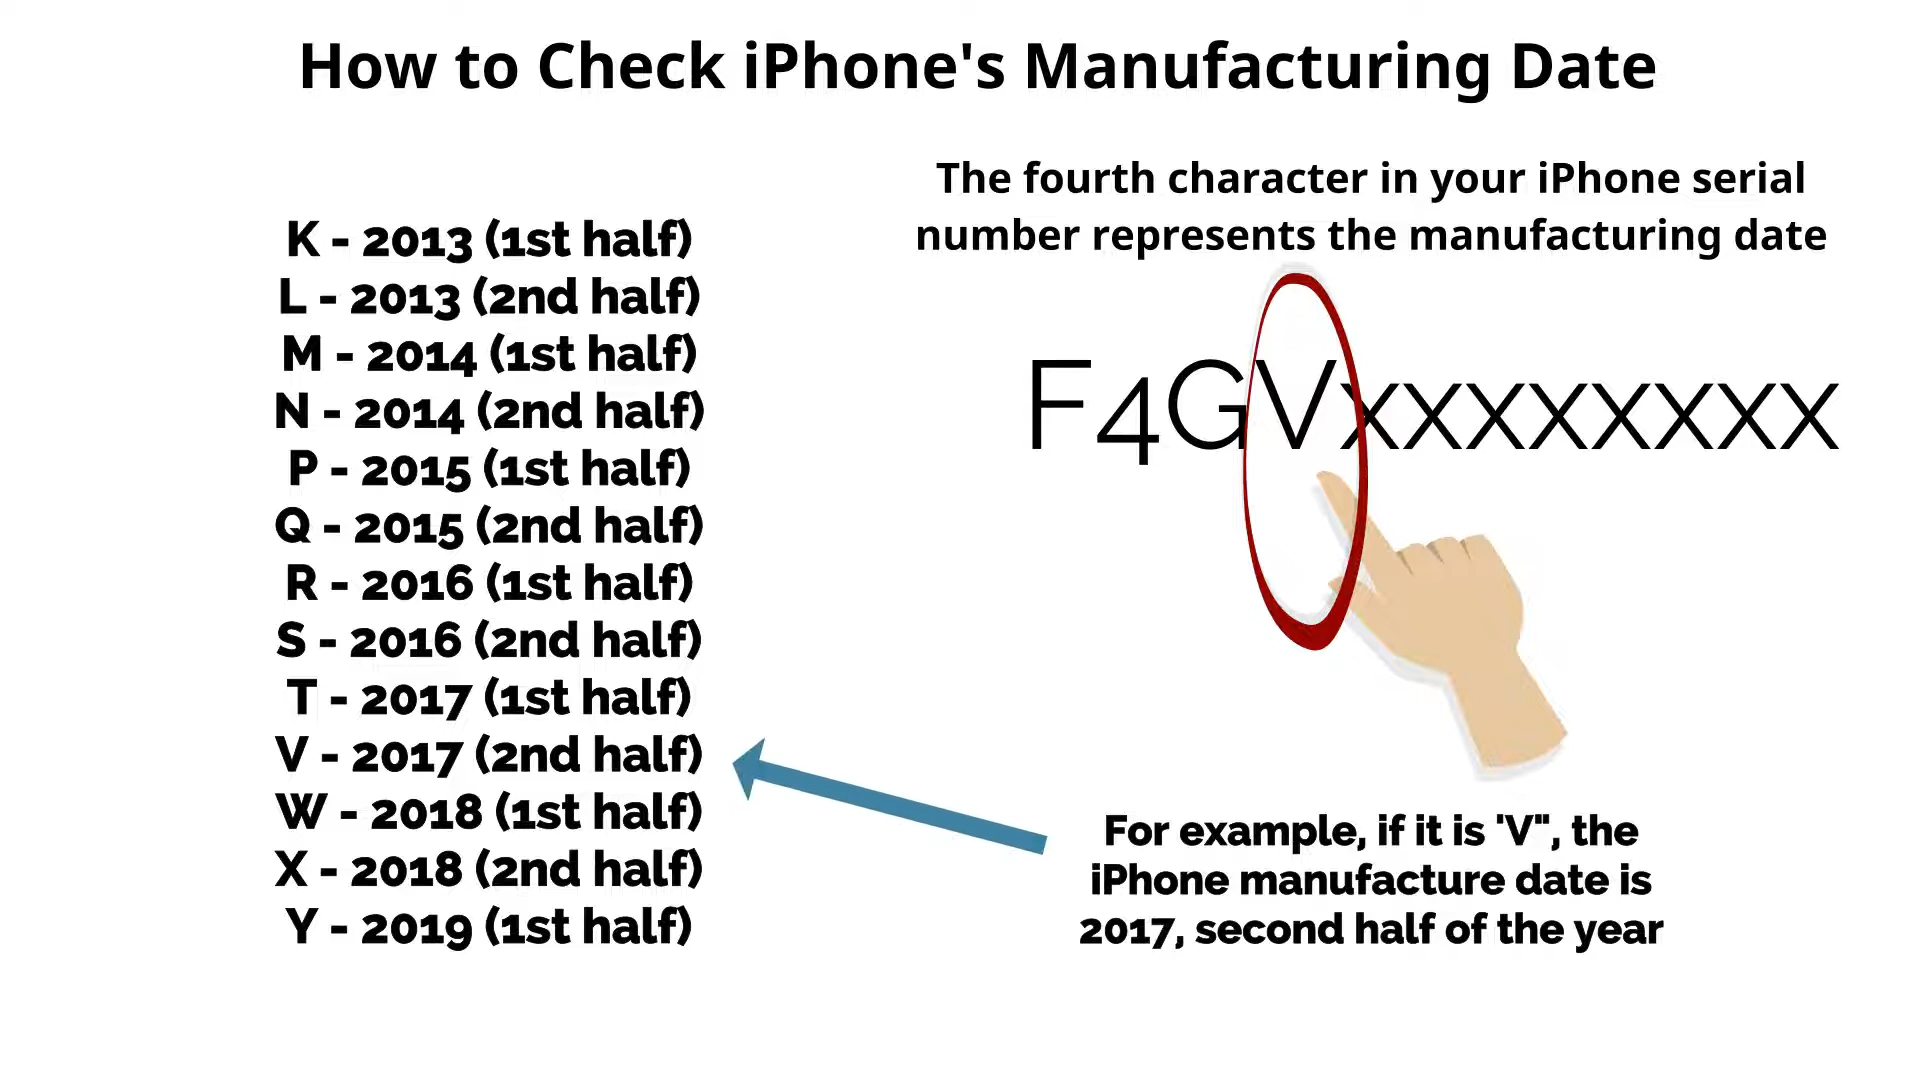 How to Check iPhone's Manufacturing Date
K - 2013 (1st half)
L - 2013 (2nd half)
M - 2014 (1st half)
N - 2014 (2nd half)
P - 2015 (1st half)
Q - 2015 (2nd half)
R - 2016 (1st half)
S - 2016 (2nd half)
T - 2017 (1st half)
V - 2017 (2nd half)
W - 2018 (1st half)
X - 2018 (2nd half)
Y - 2019 (1st half)
The fourth character in your iPhone serial
number represents the manufacturing date
F4GVxxxxxxxx
For example, if it is 'V", the
iPhone manufacture date is
2017, second half of the year